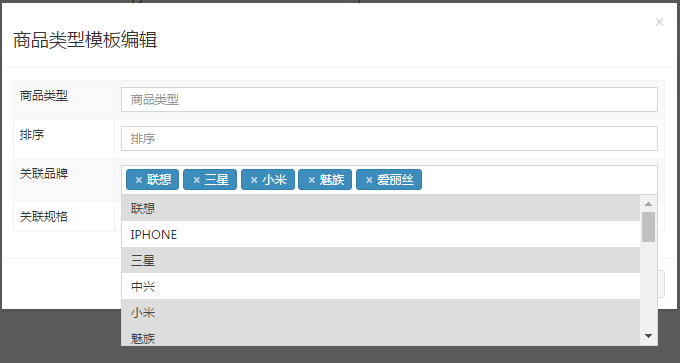 ×
商品类型模板编辑
商品类型 商品类型
排序 排序
关联品牌 × 联想 × 三星 × 小米 × 魅族 × 爱丽丝
联想
关联规格
IPHONE
三星
中兴
小米
魅族